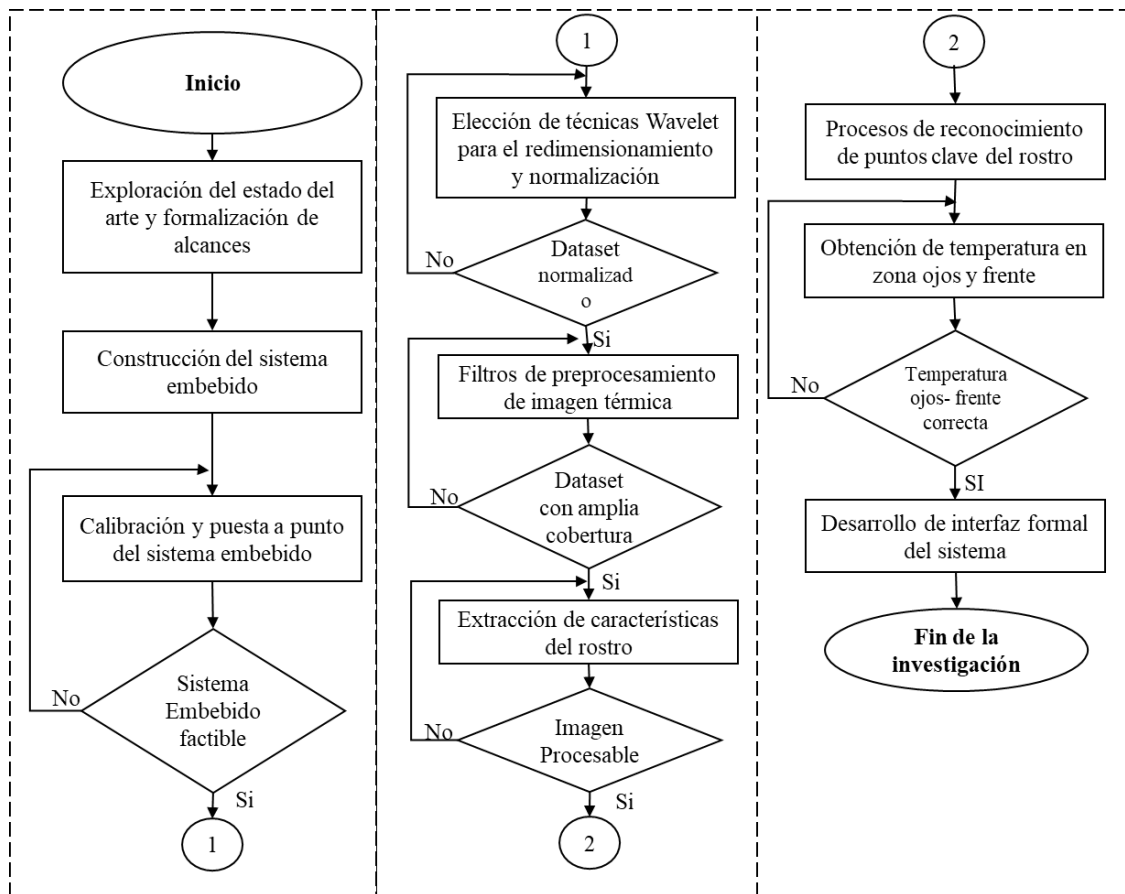 Inicio
Exploración del estado del
arte y formalización de
alcances
Construcción del sistema
embebido
Calibración y puesta a punto
del sistema embebido
Sistema
Embebido
factible
No
Si
1
1
Elección de técnicas Wavelet
para el redimensionamiento
y normalización
Dataset
normalizad
o
No
Si
Filtros de preprocesamiento
de imagen térmica
Dataset
con amplia
cobertura
No
Si
Extracción de características
del rostro
Imagen
Procesable
No
Si
2
2
Procesos de reconocimiento
de puntos clave del rostro
Obtención de temperatura en
zona ojos y frente
Temperatura
ojos- frente
correcta
No
SI
Desarrollo de interfaz formal
del sistema
Fin de la
investigación